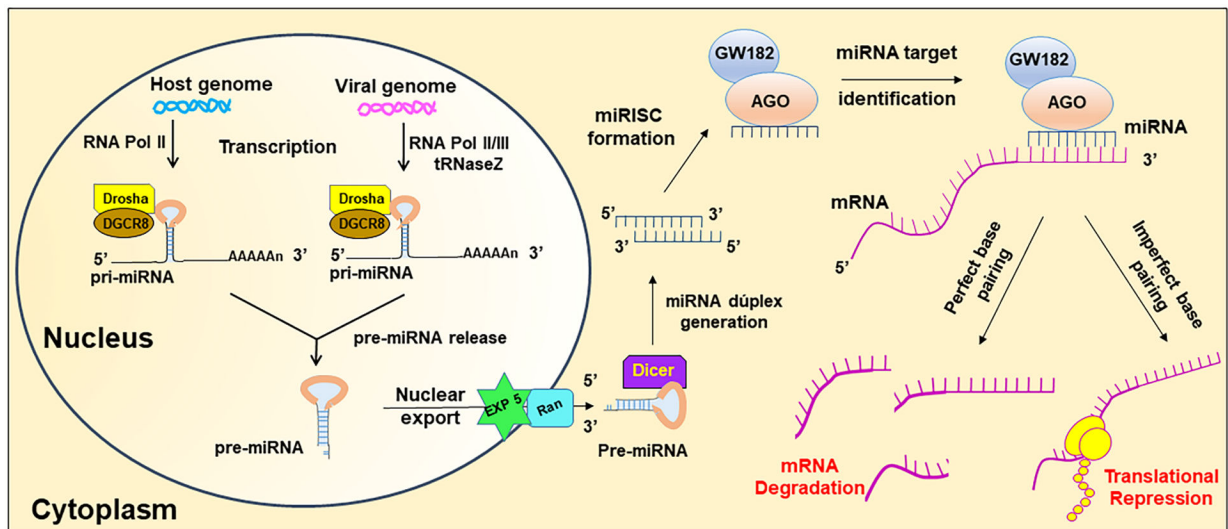 Host genome
Viral genome
RNA Pol II
Transcription
RNA Pol II/III
tRNaseZ
Drosha
DGCR8
5’
AAAAAn 3’
pri-miRNA
Drosha
DGCR8
5’
AAAAAn 3’
pri-miRNA
Nucleus
pre-miRNA release
pre-miRNA
Nuclear
export
EXP 5
Ran
Cytoplasm
5’
3’
Dicer
Pre-miRNA
miRNA dúplex
generation
5’ 3’
3’ 5’
miRISC
formation
GW182
AGO
miRNA target
identification
GW182
AGO
miRNA
3’
mRNA
5’
Perfect base
pairing
Imperfect base
pairing
mRNA
Degradation
Translational
Repression